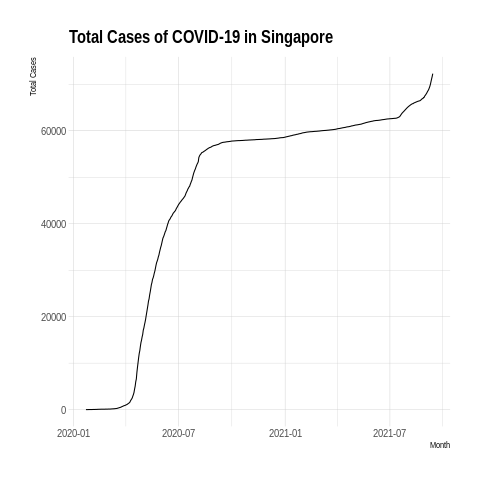 Total Cases of COVID-19 in Singapore
Total Cases
60000
40000
20000
0
2020-01 2020-07 2021-01 2021-07
Month